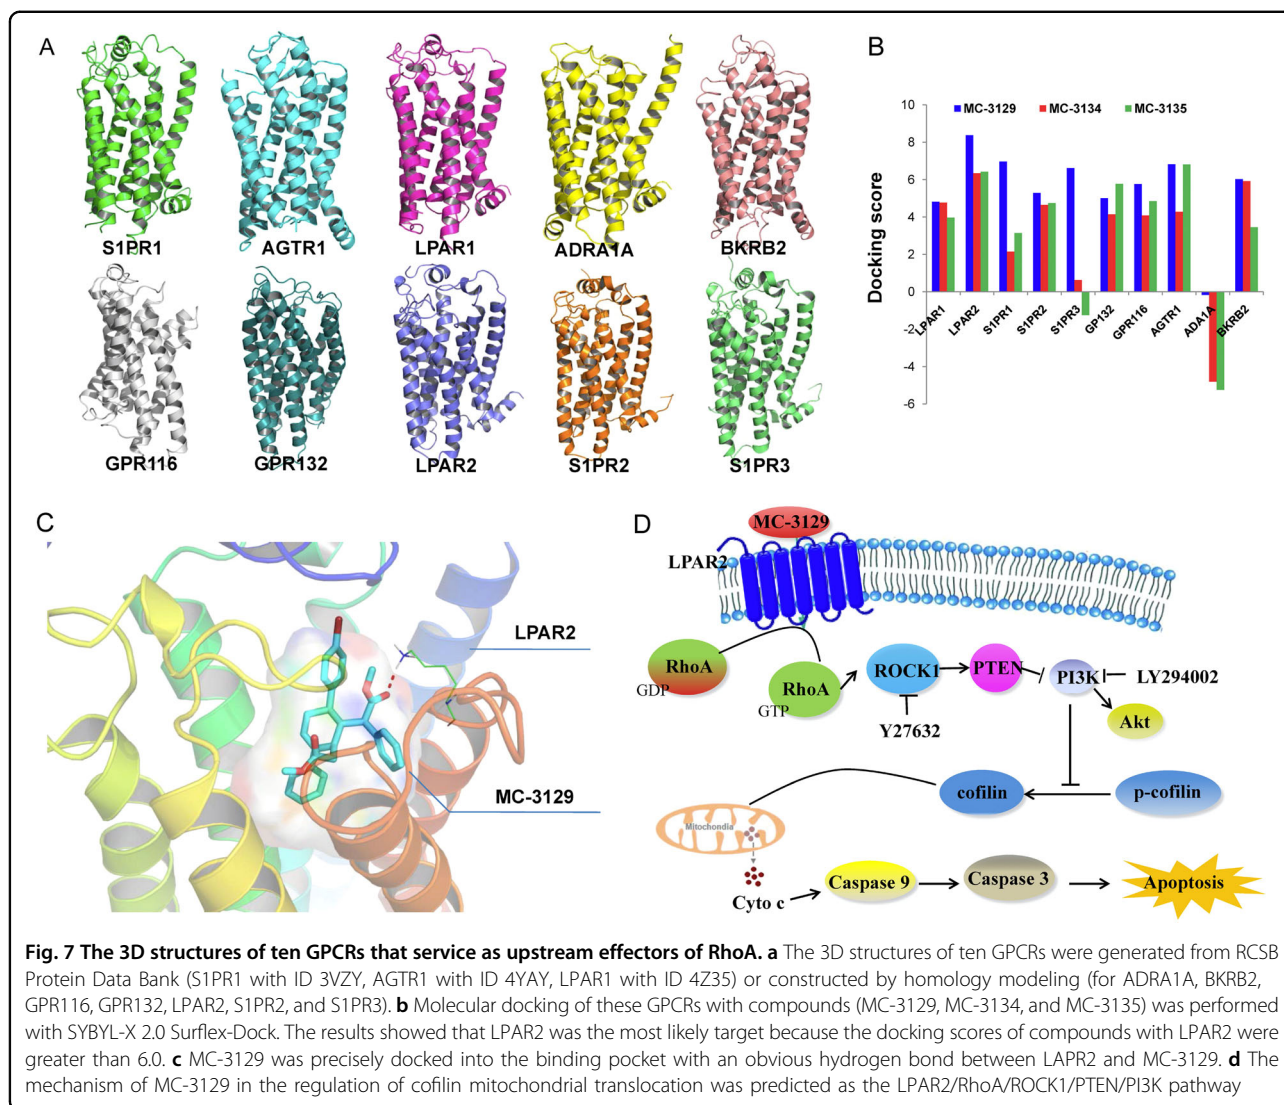 A
S1PR1
AGTR1
LPAR1
ADRA1A
BKRB2
GPR116
GPR132
LPAR2
S1PR2
S1PR3
B
MC-3129 MC-3134 MC-3135
Docking score
10
8
6
4
2
0
-2
-4
-6
LPAR1
LPAR2
S1PR1
S1PR2
S1PR3
GP132
GPR116
AGTR1
ADA1A
BKRB2
C
LPAR2
MC-3129
D
MC-3129
LPAR2
RhoA
GDP
RhoA
GTP
ROCK1
PTEN
PI3K
LY294002
Y27632
Akt
cofilin
p-cofilin
Mitochondia
Cyto c
Caspase 9
Caspase 3
Apoptosis
Fig. 7 The 3D structures of ten GPCRs that service as upstream effectors of RhoA. a The 3D structures of ten GPCRs were generated from RCSB
Protein Data Bank (S1PR1 with ID 3VZY, AGTR1 with ID 4YAY, LPAR1 with ID 4Z35) or constructed by homology modeling (for ADRA1A, BKRB2,
GPR116, GPR132, LPAR2, S1PR2, and S1PR3). b Molecular docking of these GPCRs with compounds (MC-3129, MC-3134, and MC-3135) was performed
with SYBYL-X 2.0 Surflex-Dock. The results showed that LPAR2 was the most likely target because the docking scores of compounds with LPAR2 were
greater than 6.0. c MC-3129 was precisely docked into the binding pocket with an obvious hydrogen bond between LAPR2 and MC-3129. d The
mechanism of MC-3129 in the regulation of cofilin mitochondrial translocation was predicted as the LPAR2/RhoA/ROCK1/PTEN/PI3K pathway